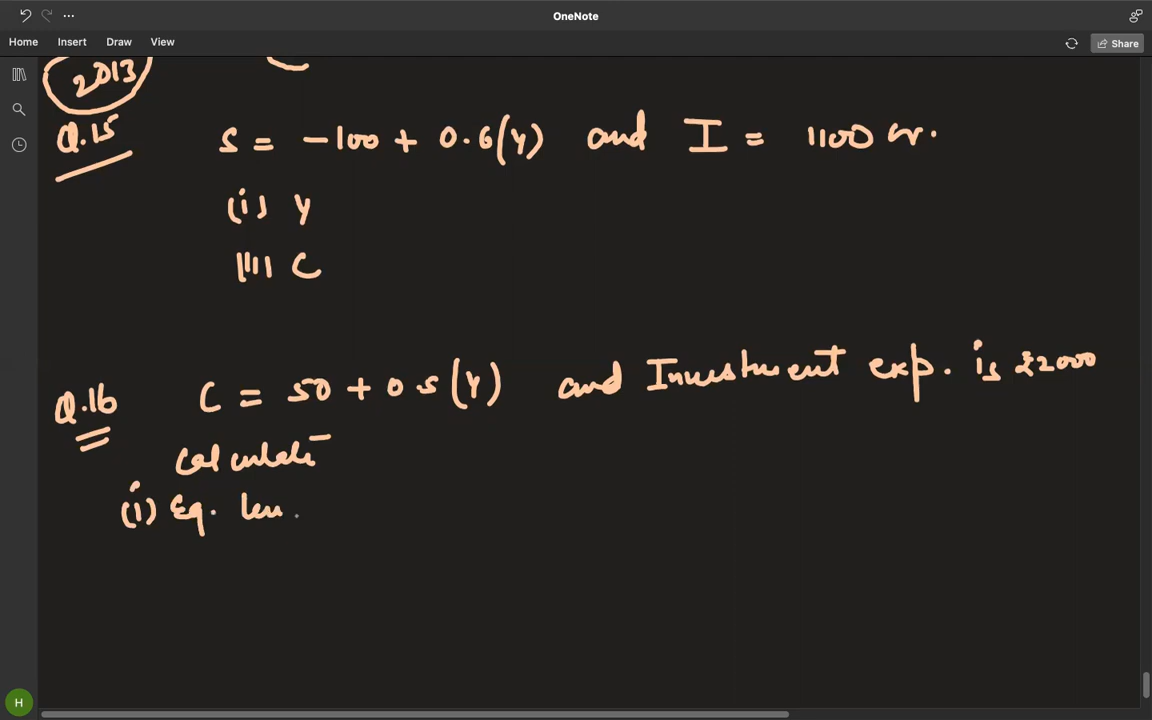 OneNote
Home Insert Draw View Share
2013
Q.15 S = -100 + 0.6(Y) and I = 1100 cr.
(i) Y
(ii) C
Q.16 C = 50 + 0.5(Y) and Investment exp. is ₹2000
Calculate
(i) Eq. lev
H